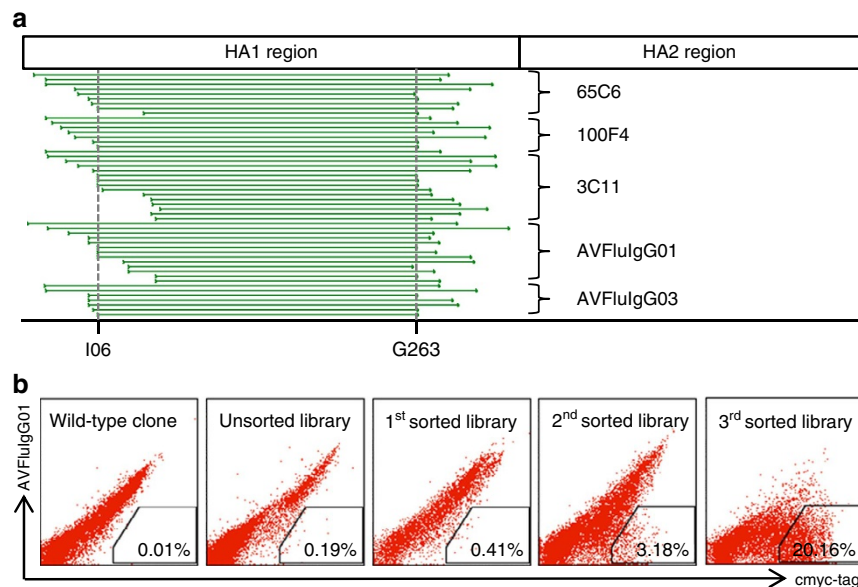 a
HA1 region
HA2 region
65C6
100F4
3C11
AVFluIgG01
AVFluIgG03
I06
G263
b
AVFluIgG01
Wild-type clone
Unsorted library
1st sorted library
2nd sorted library
3rd sorted library
0.01%
0.19%
0.41%
3.18%
20.16%
cmyc-tag